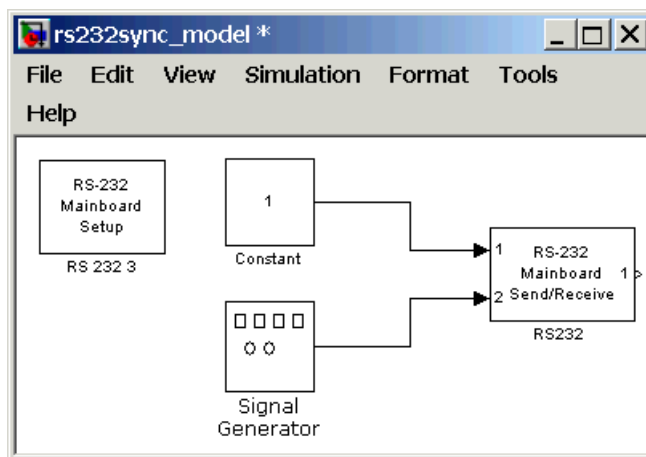 rs232sync_model *
File Edit View Simulation Format Tools
Help
RS-232
Mainboard
Setup
RS 232 3
1
Constant
Signal
Generator
1 RS-232
Mainboard 1
2 Send/Receive
RS232